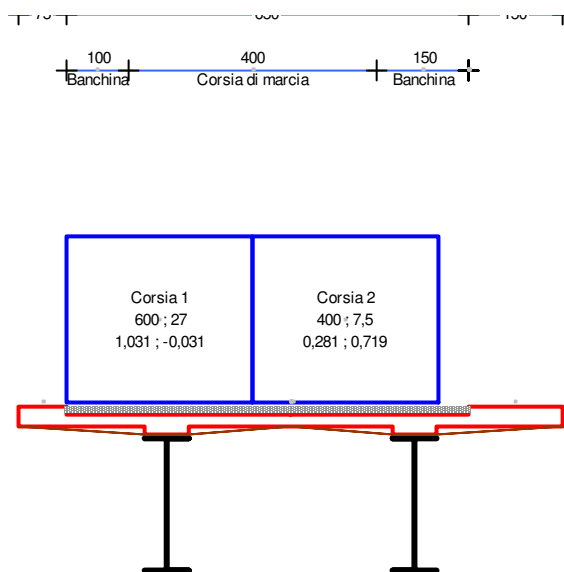 100 400 150
Banchina Corsia di marcia Banchina
Corsia 1
600 ; 27
1,031 ; -0,031
Corsia 2
400 ; 7,5
0,281 ; 0,719